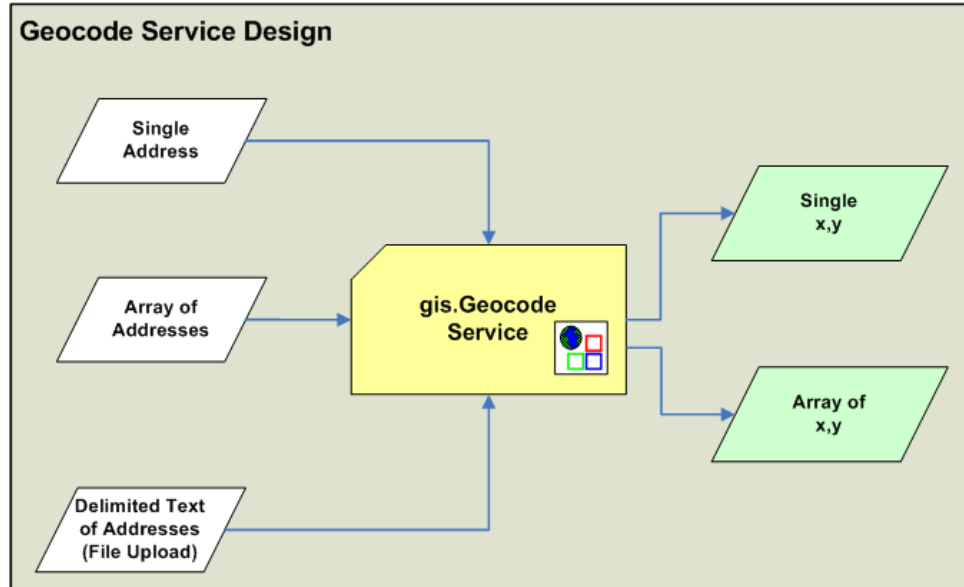 Geocode Service Design
Single
Address
Array of
Addresses
Delimited Text
of Addresses
(File Upload)
gis.Geocode
Service
Single
x,y
Array of
x,y